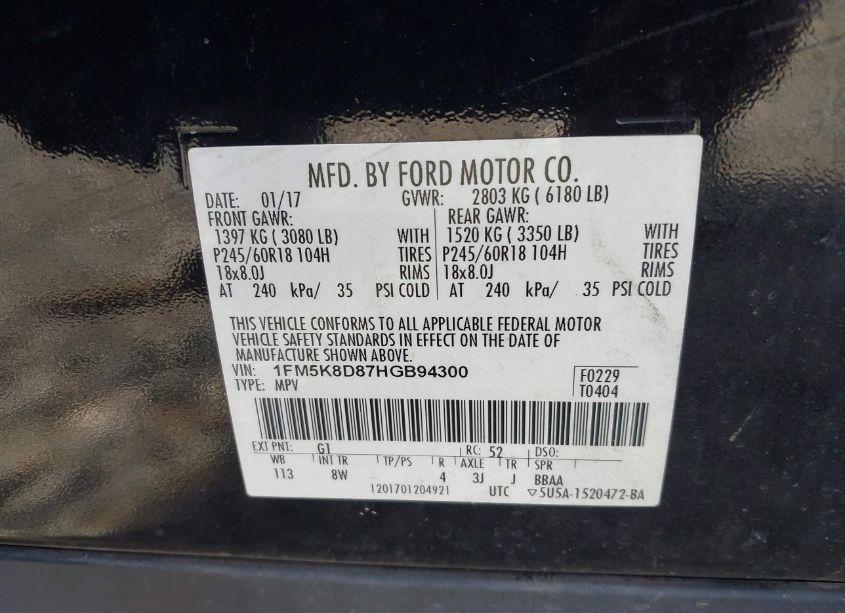 MFD. BY FORD MOTOR CO.
DATE: 01/17 GVWR: 2803 KG ( 6180 LB)
FRONT GAWR: REAR GAWR:
1397 KG ( 3080 LB) WITH 1520 KG ( 3350 LB) WITH
P245/60R18 104H TIRES P245/60R18 104H TIRES
18x8.0J RIMS 18x8.0J RIMS
AT 240 kPa/ 35 PSI COLD AT 240 kPa/ 35 PSI COLD
THIS VEHICLE CONFORMS TO ALL APPLICABLE FEDERAL MOTOR
VEHICLE SAFETY STANDARDS IN EFFECT ON THE DATE OF
MANUFACTURE SHOWN ABOVE.
VIN: 1FM5K8D87HGB94300 F0229
TYPE: MPV T0404
EXT PNT: G1 RC: 52 DSO:
WB INT TR TP/PS R AXLE TR SPR
113 8W 4 3J J BBAA
1201701204921 UTC ▽5U5A-1520472-BA